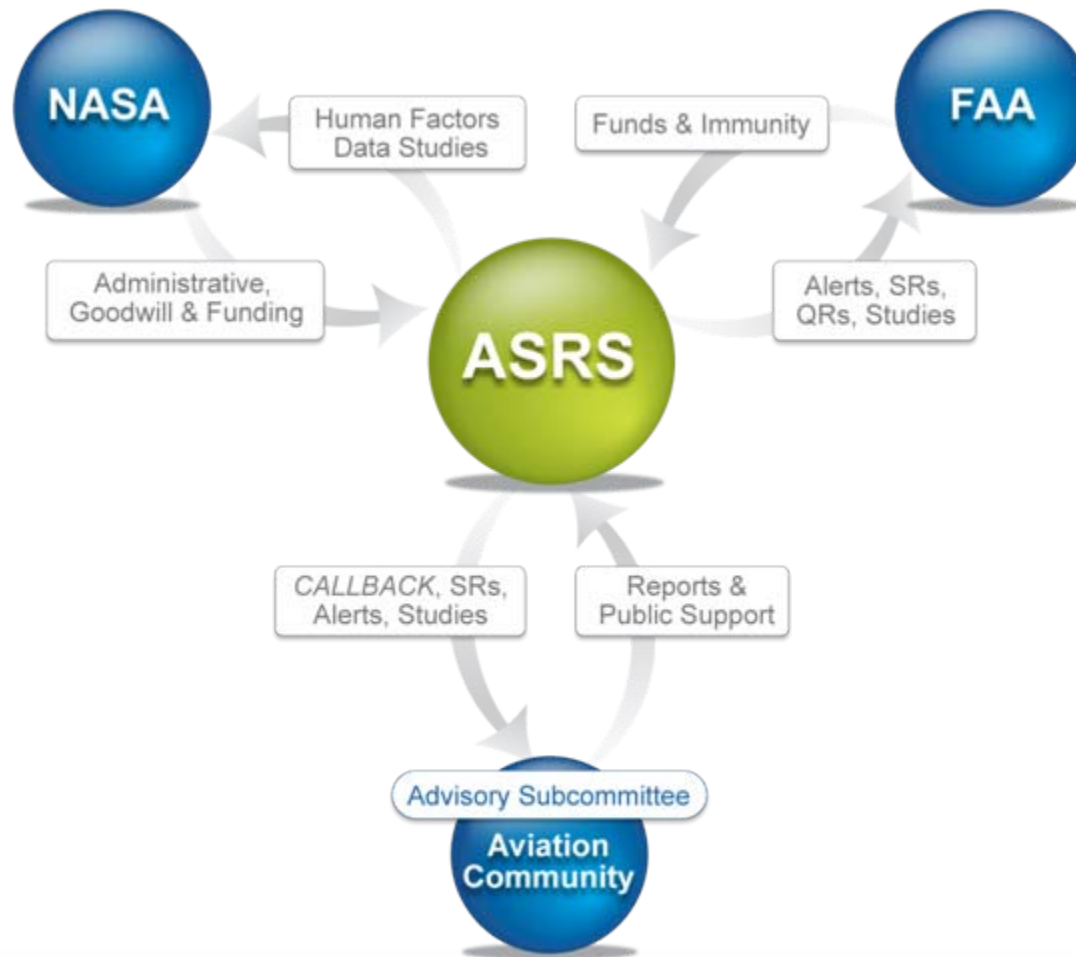 NASA
FAA
Human Factors
Data Studies
Funds & Immunity
Administrative,
Goodwill & Funding
Alerts, SRs,
QRs, Studies
ASRS
CALLBACK, SRs,
Alerts, Studies
Reports &
Public Support
Advisory Subcommittee
Aviation
Community